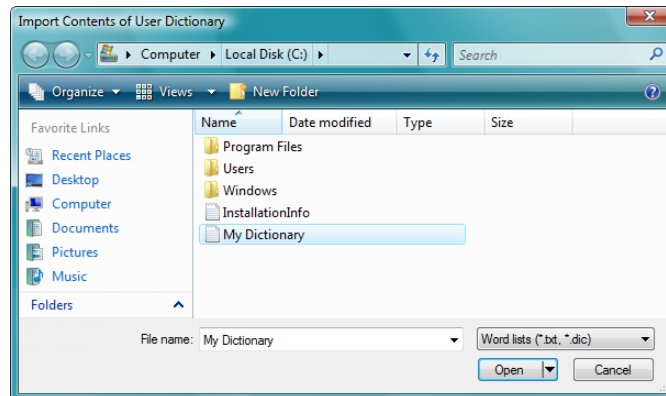 Import Contents of User Dictionary
Computer Local Disk (C:) Search
Organize Views New Folder
Favorite Links
Recent Places
Desktop
Computer
Documents
Pictures
Music
Folders
Name Date modified Type Size
Program Files
Users
Windows
InstallationInfo
My Dictionary
File name: My Dictionary Word lists (*.txt, *.dic)
Open Cancel